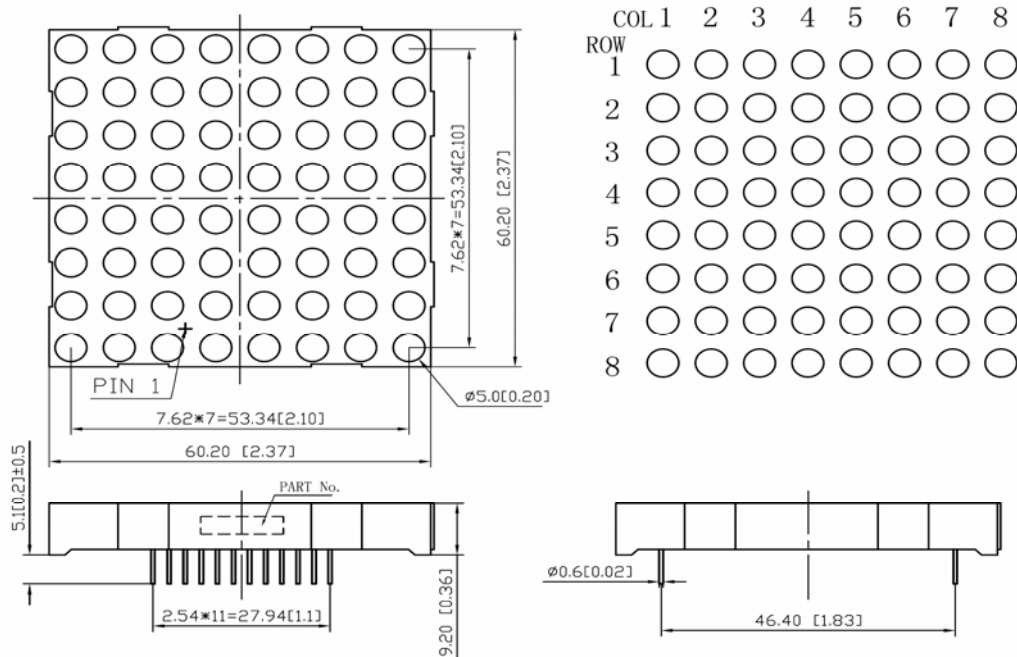 COL 1 2 3 4 5 6 7 8
ROW
1
2
3
4
5
6
7
8
7.62*7=53.34[2.10]
60.20 [2.37]
PIN 1
ø5.0[0.20]
7.62*7=53.34[2.10]
60.20 [2.37]
5.1[0.2]±0.5
PART No.
2.54*11=27.94[1.1]
9.20 [0.36]
ø0.6[0.02]
46.40 [1.83]